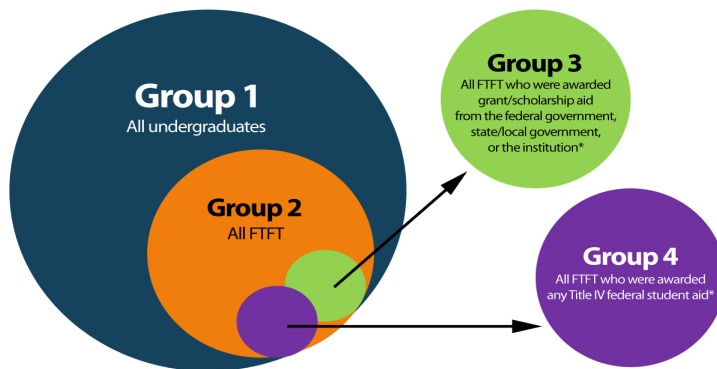 Group 1
All undergraduates
Group 2
All FTFT
Group 3
All FTFT who were awarded
grant/scholarship aid
from the federal government,
state/local government,
or the institution*
Group 4
All FTFT who were awarded
any Title IV federal student aid*